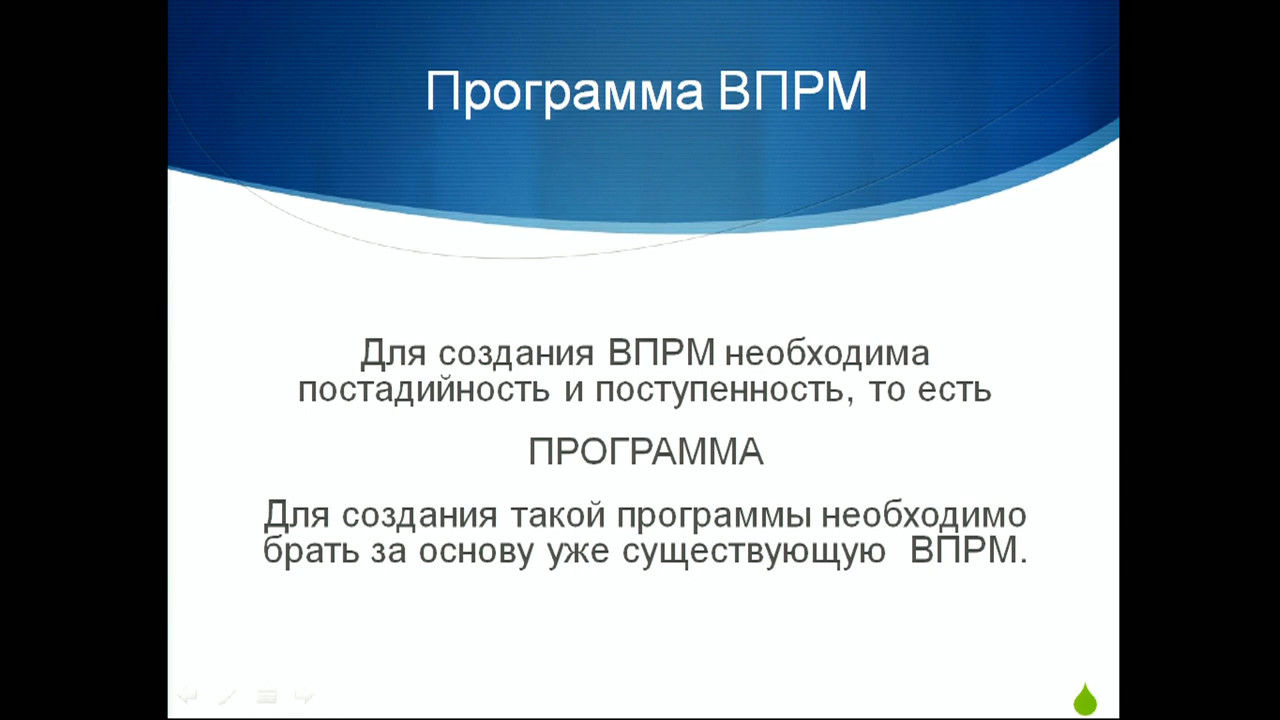 Программа ВПРМ
Для создания ВПРМ необходима
постадийность и поступенность, то есть
ПРОГРАММА
Для создания такой программы необходимо
брать за основу уже существующую  ВПРМ.